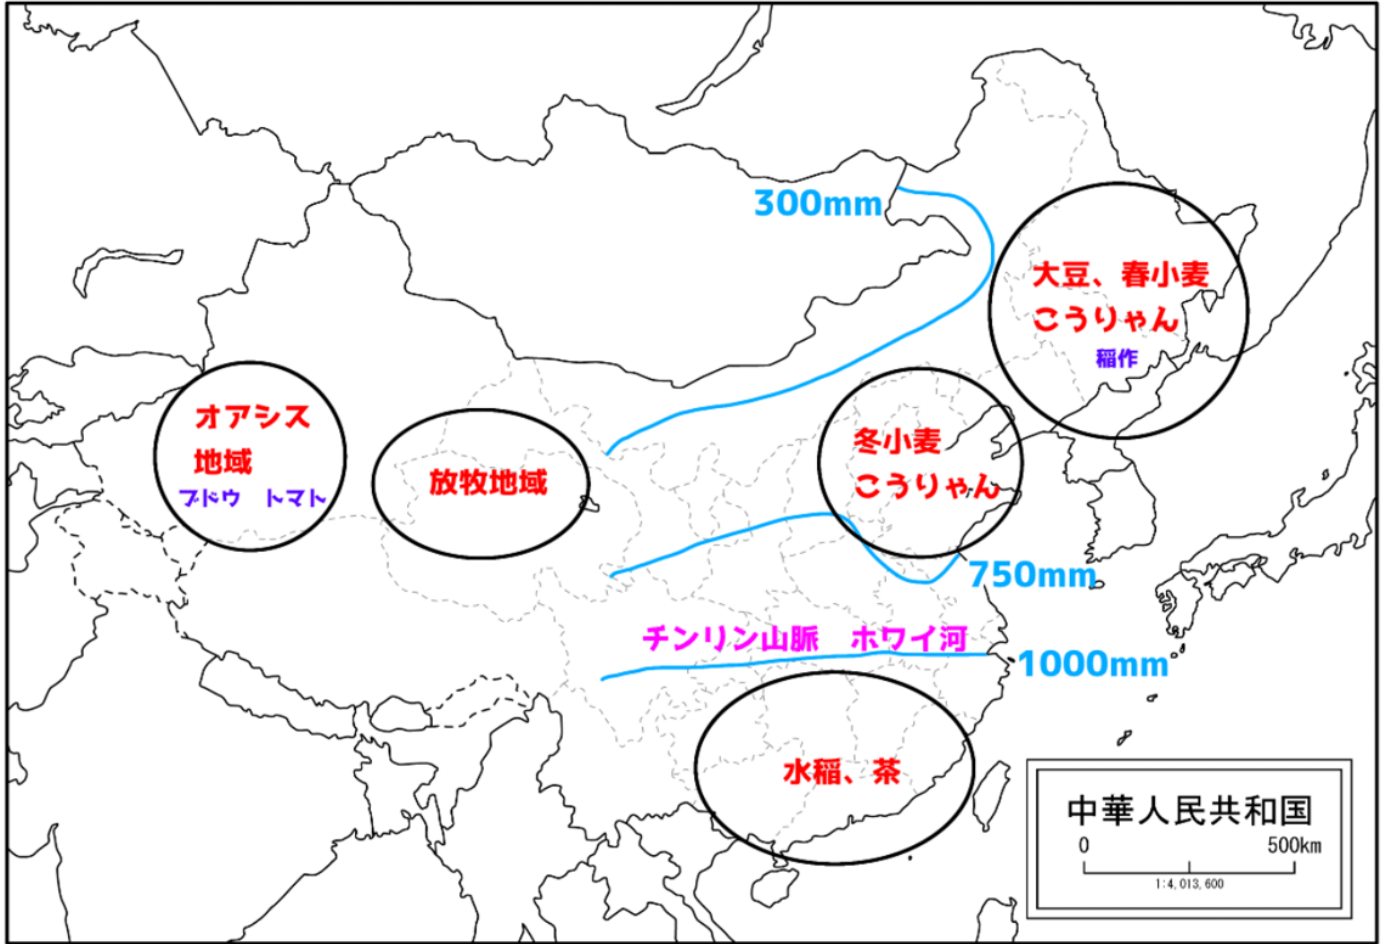 300mm
大豆、春小麦
こうりゃん
稲作
オアシス
地域
ブドウ　トマト
放牧地域
冬小麦
こうりゃん
750mm
チンリン山脈　ホワイ河
1000mm
水稲、茶
中華人民共和国
0 500km
1:4,013,600